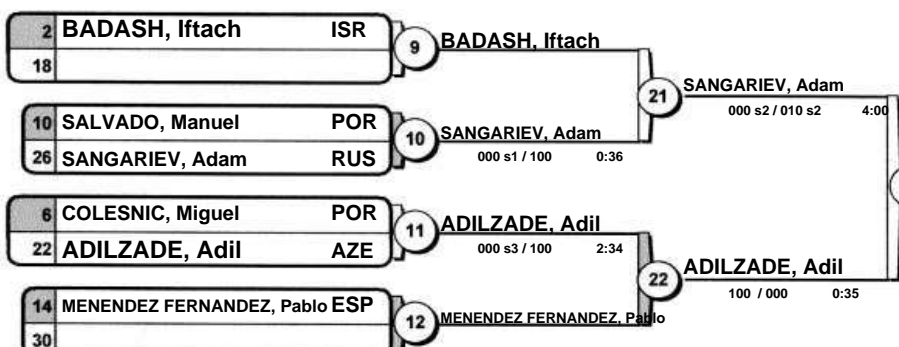 2 BADASH, Iftach ISR
18
9 BADASH, Iftach
10 SALVADO, Manuel POR
26 SANGARIEV, Adam RUS
10 SANGARIEV, Adam
000 s1 / 100 0:36
21 SANGARIEV, Adam
000 s2 / 010 s2 4:00
6 COLESNIC, Miguel POR
22 ADILZADE, Adil AZE
11 ADILZADE, Adil
000 s3 / 100 2:34
14 MENENDEZ FERNANDEZ, Pablo ESP
30
12 MENENDEZ FERNANDEZ, Pablo
22 ADILZADE, Adil
100 / 000 0:35